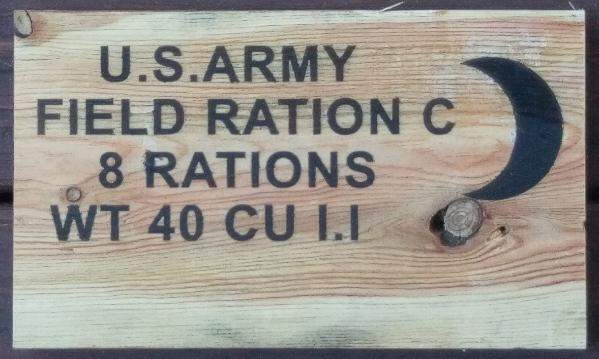 U.S.ARMY
FIELD RATION C
8 RATIONS
WT 40 CU I.I